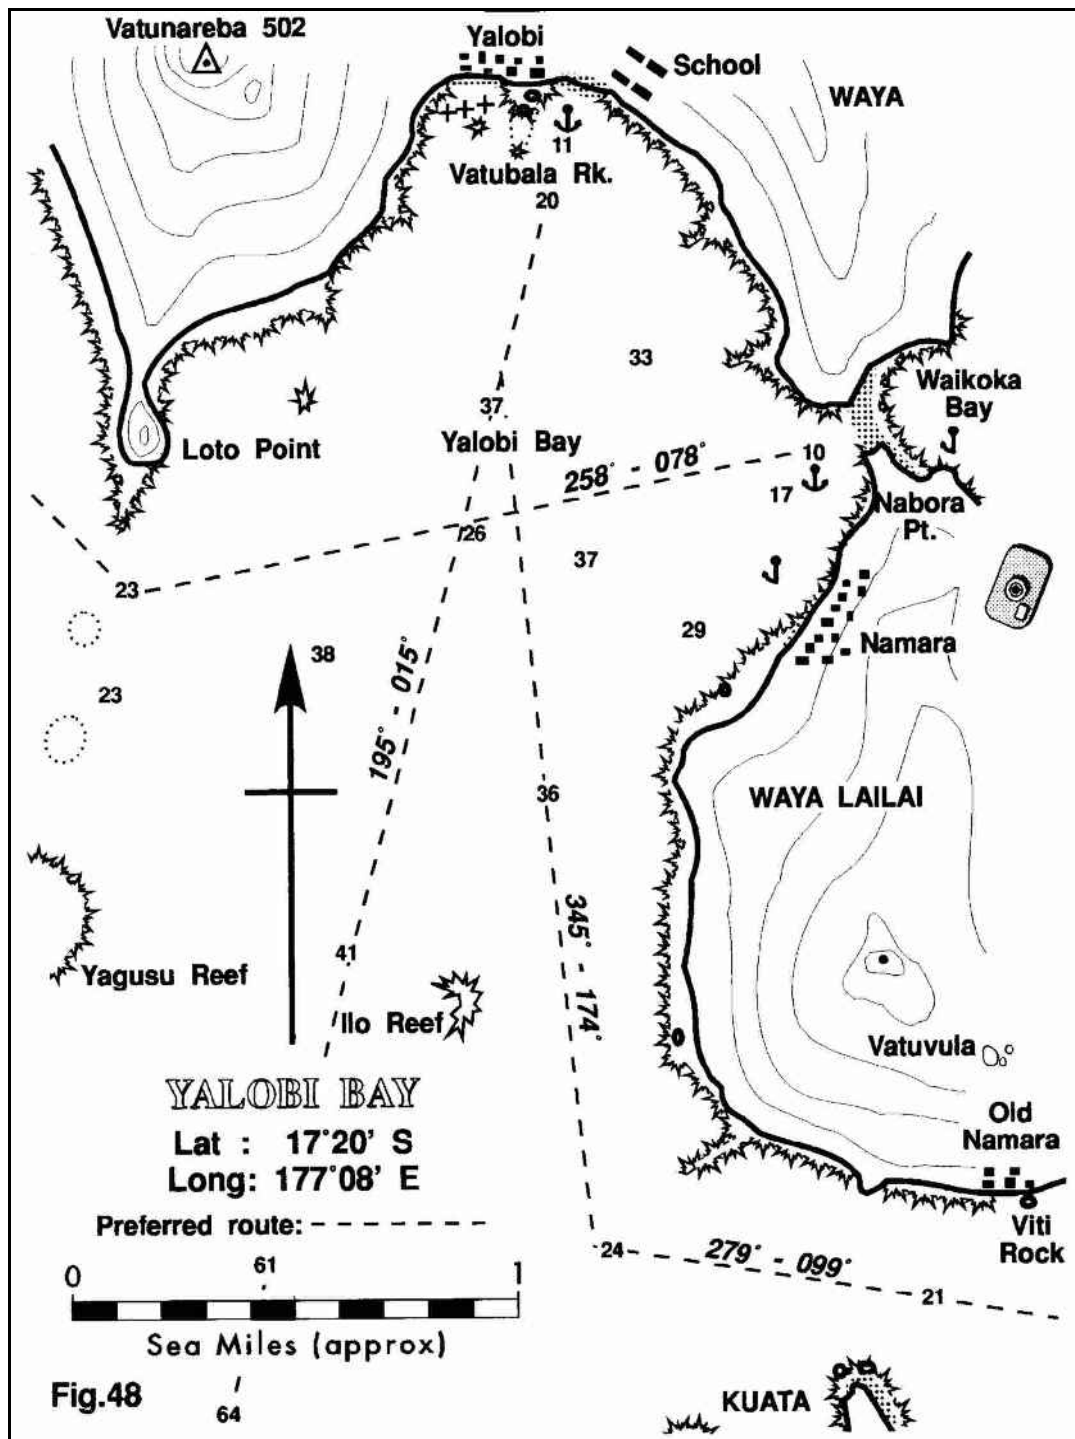 Vatunareba 502
Yalobi
School
WAYA
11
Vatubala Rk.
20
33
Waikoka
Bay
37
Loto Point
Yalobi Bay
258° - 078°
10
17
Nabora
Pt.
26
37
23
29
Namara
38
195° - 015°
23
36
WAYA LAILAI
345° - 174°
41
Yagusu Reef
Ilo Reef
Vatuvula
YALOBI BAY
Lat : 17°20' S
Long: 177°08' E
Old
Namara
Preferred route:
Viti
Rock
24
279° - 099°
61
0 1
21
Sea Miles (approx)
Fig.48
64
KUATA